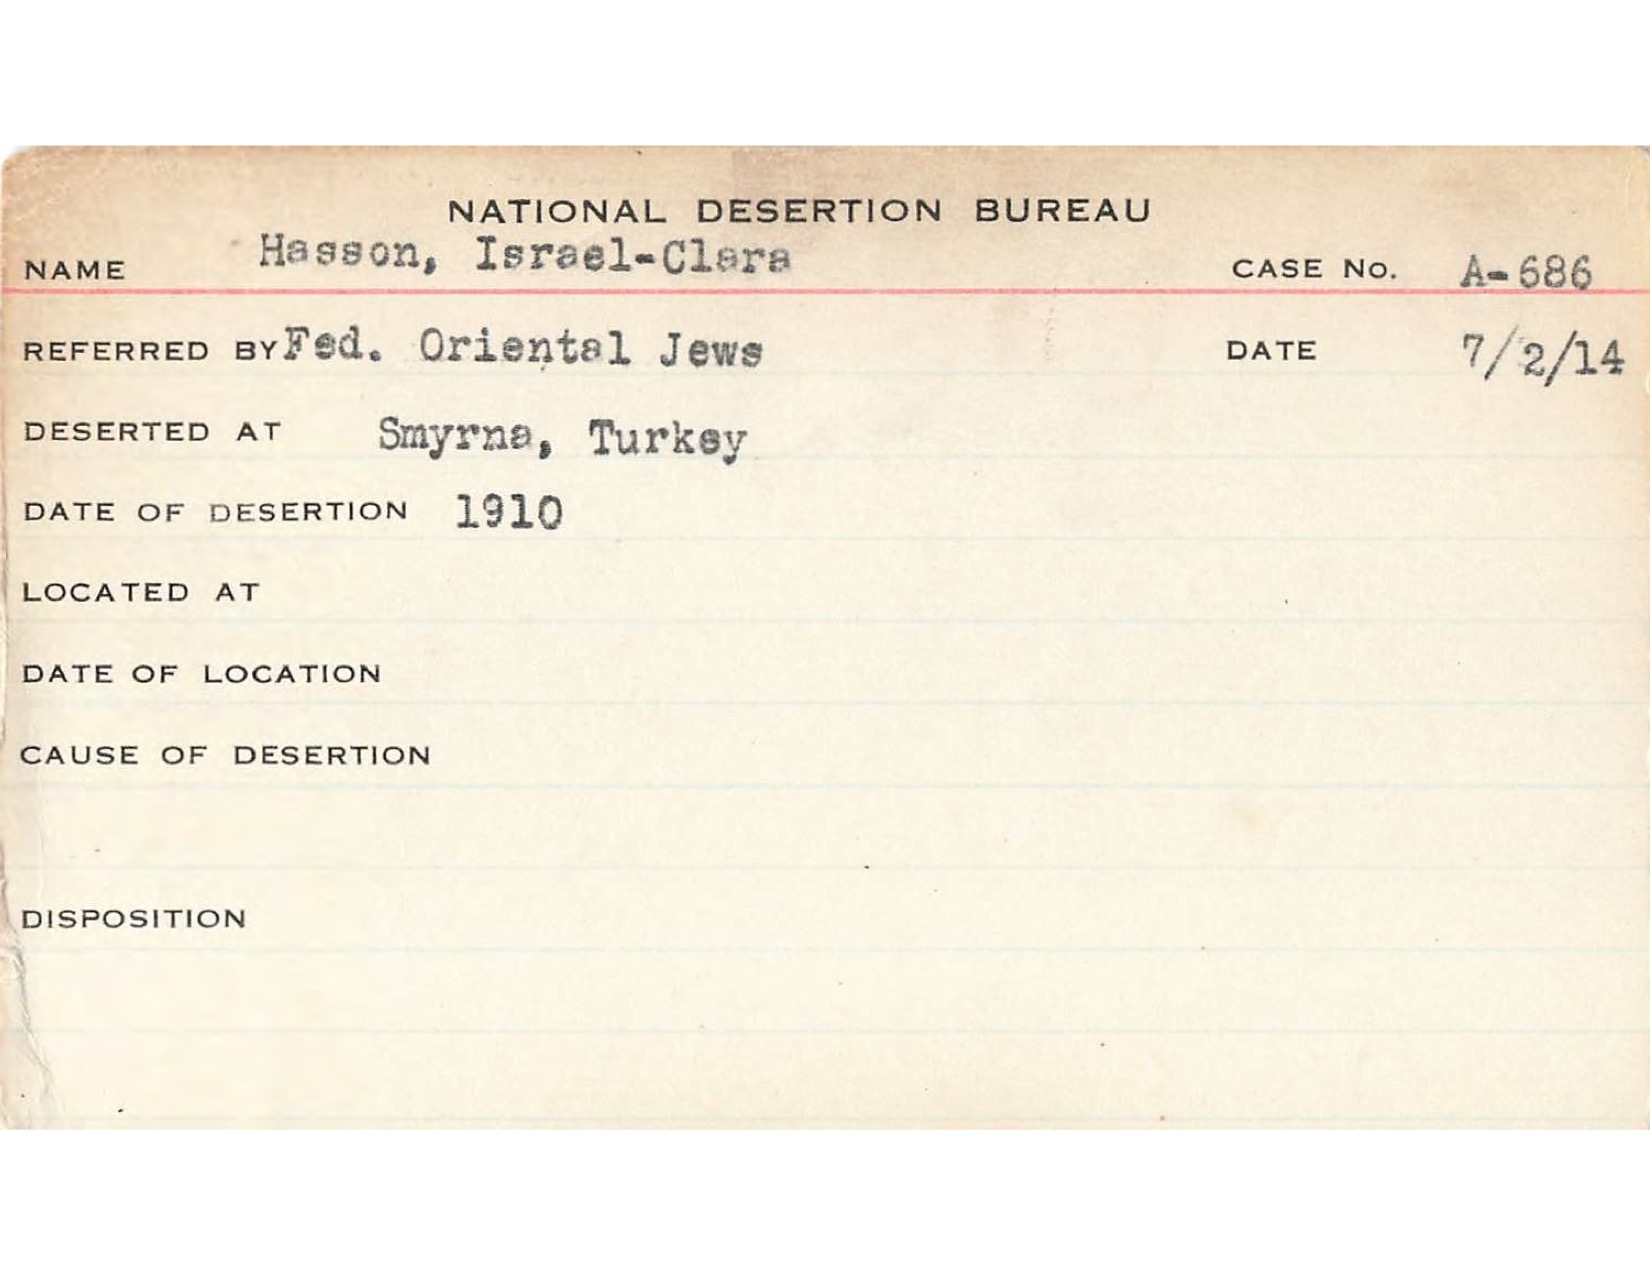 NATIONAL DESERTION BUREAU
NAME Hasson, Israel-Clara CASE No. A-686
REFERRED BY Fed. Oriental Jews DATE 7/2/14
DESERTED AT Smyrna, Turkey
DATE OF DESERTION 1910
LOCATED AT
DATE OF LOCATION
CAUSE OF DESERTION
DISPOSITION